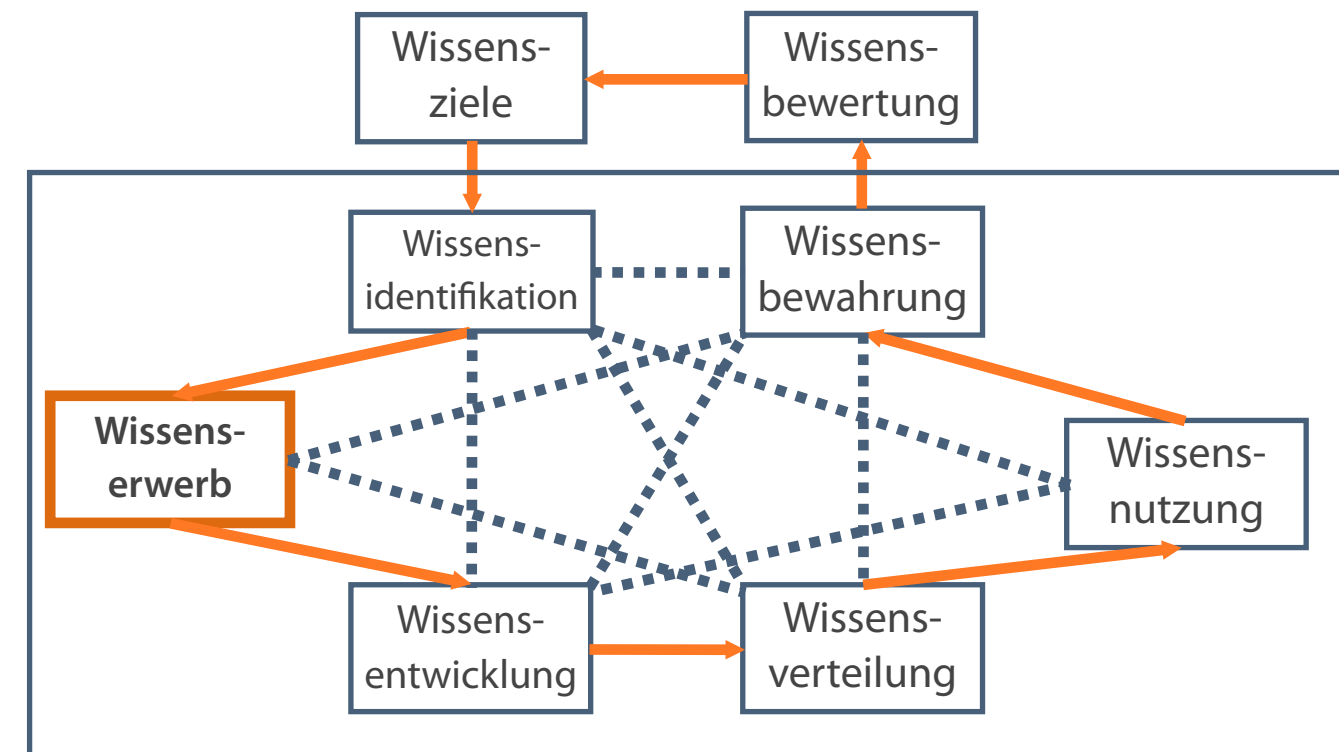 Wissens-
ziele
Wissens-
bewertung
Wissens-
identifikation
Wissens-
bewahrung
Wissens-
erwerb
Wissens-
nutzung
Wissens-
entwicklung
Wissens-
verteilung